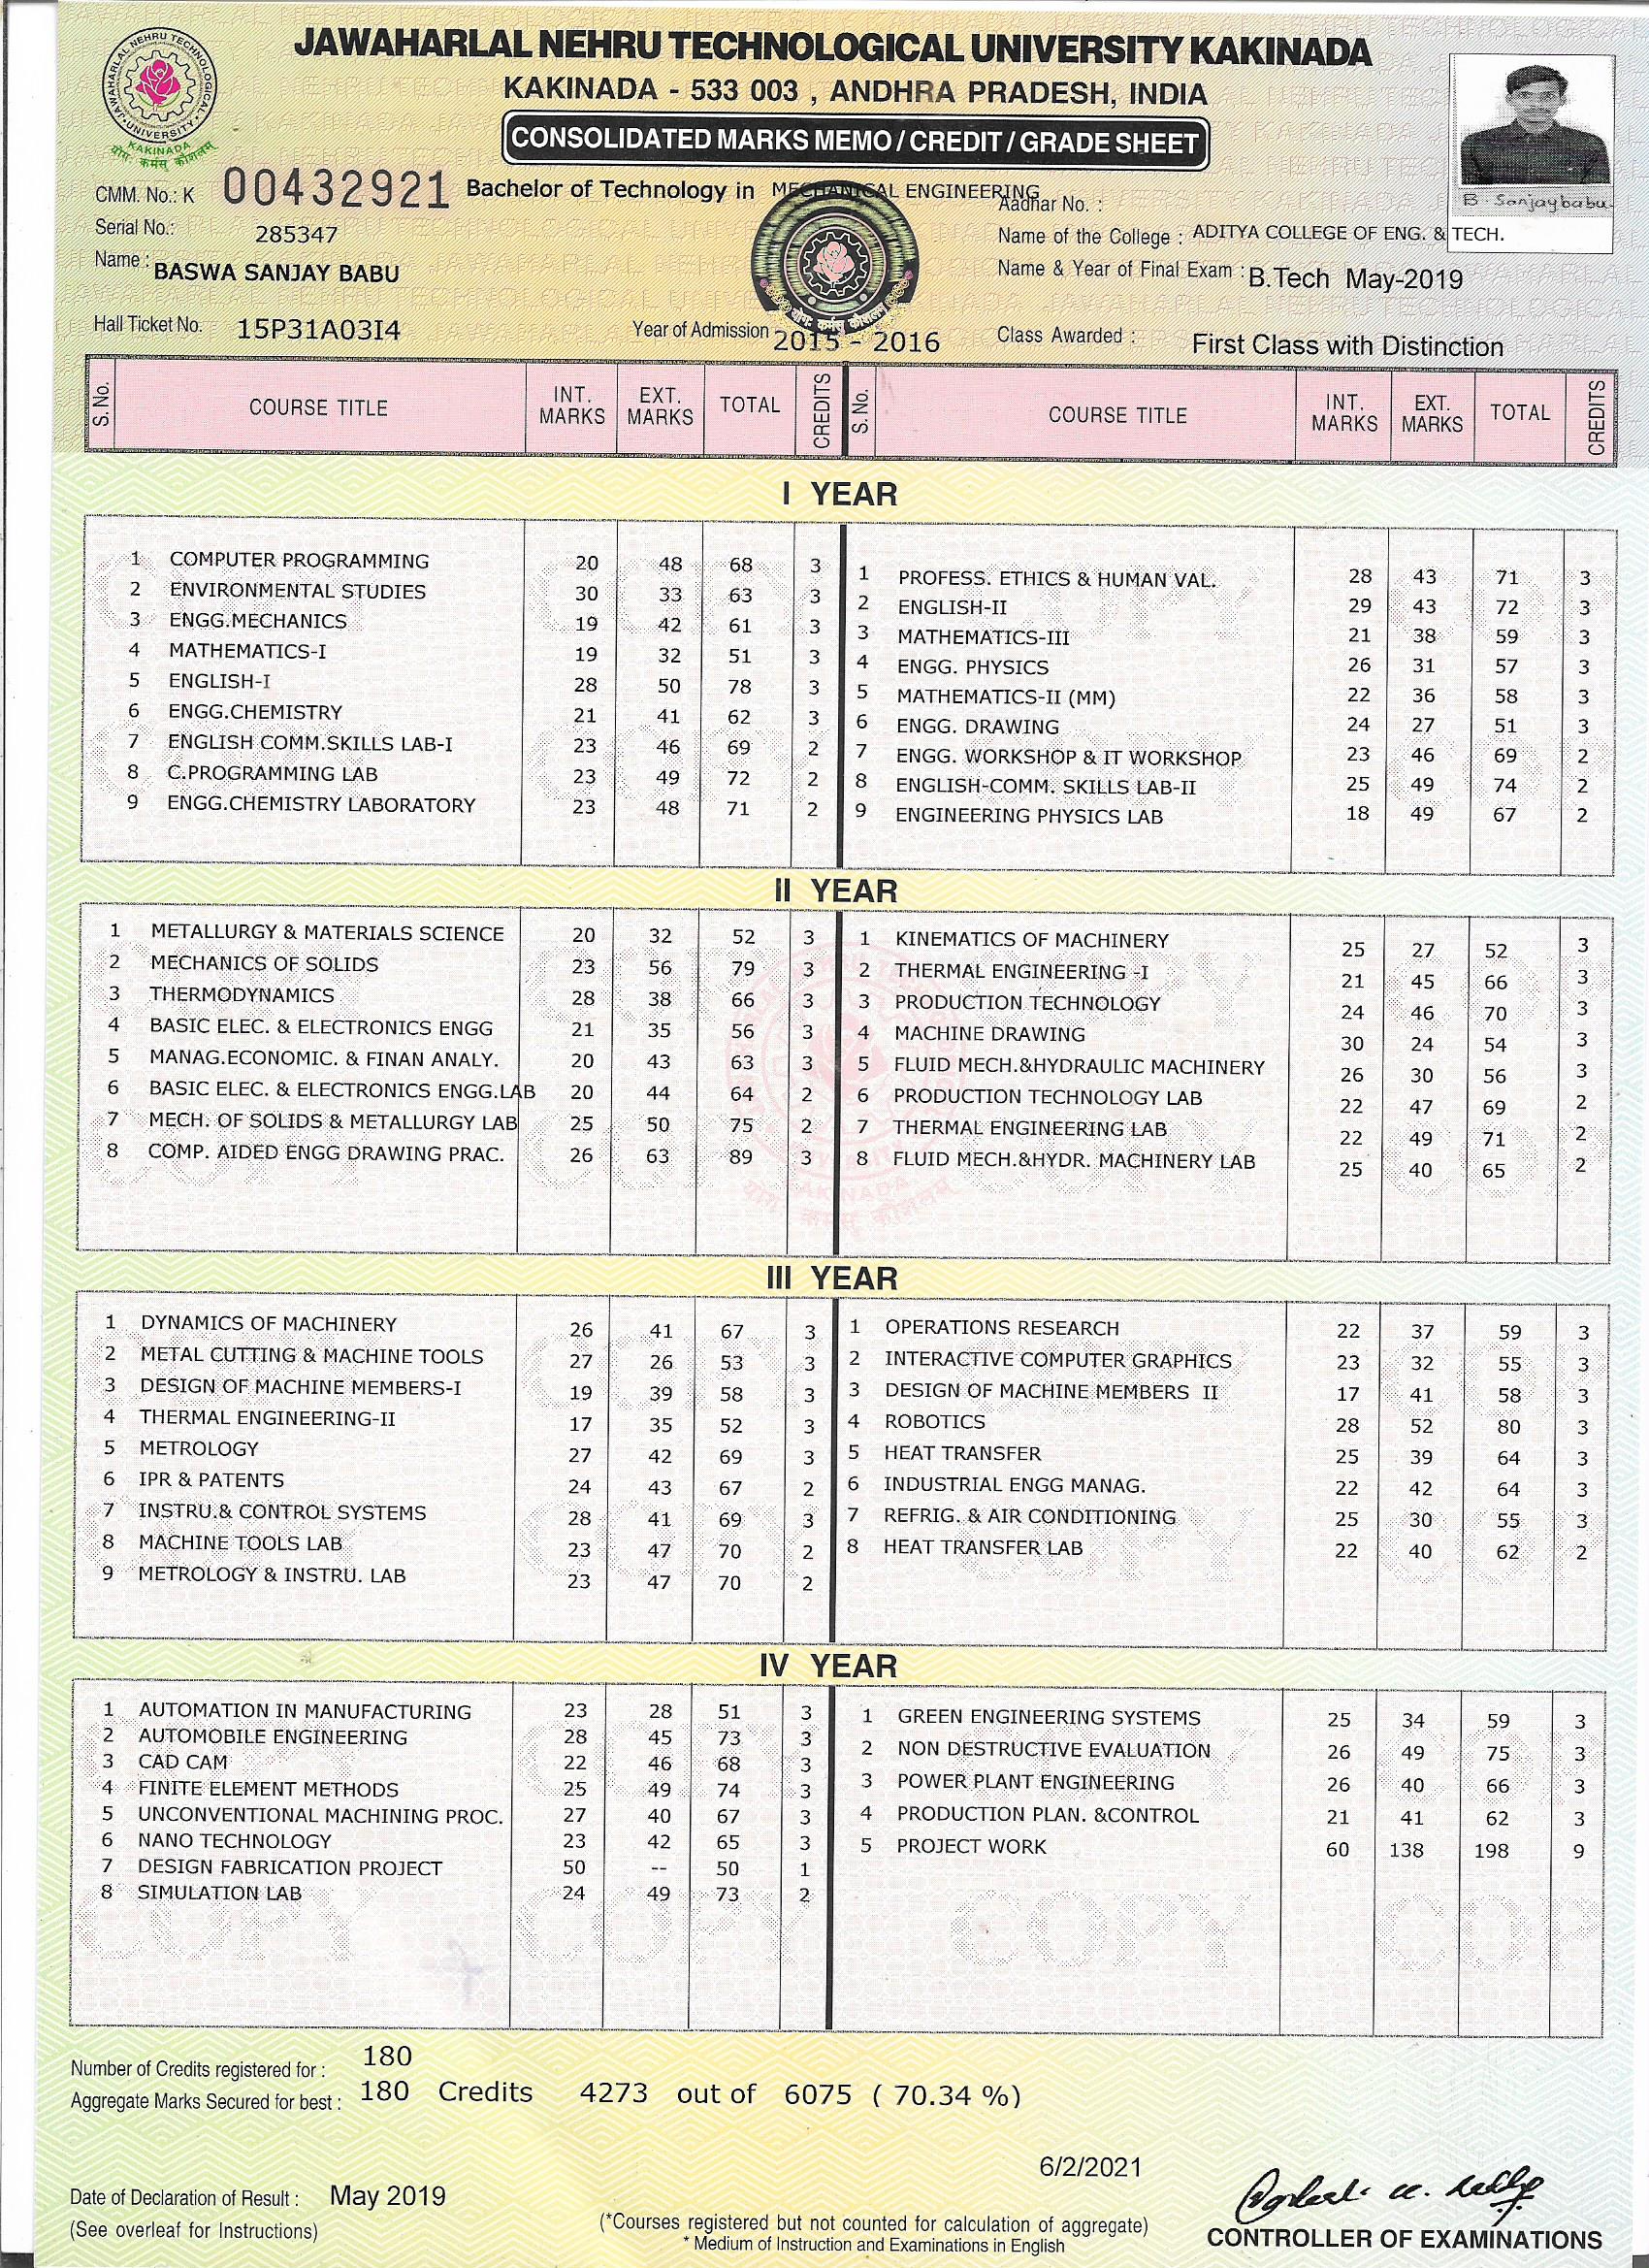 JAWAHARLAL NEHRU TECHNOLOGICAL UNIVERSITY KAKINADA
KAKINADA - 533 003 , ANDHRA PRADESH, INDIA
CONSOLIDATED MARKS MEMO / CREDIT / GRADE SHEET
JAWAHARLAL NEHRU TECHNOLOGICAL UNIVERSITY
KAKINADA
योगः कर्मसु कौशलम्
B. Sanjay babu
CMM. No.: K 00432921 Bachelor of Technology in MECHANICAL ENGINEERING
Aadhar No. :
Serial No.: 285347
Name of the College : ADITYA COLLEGE OF ENG. & TECH.
Name : BASWA SANJAY BABU
Name & Year of Final Exam : B.Tech May-2019
Hall Ticket No. 15P31A03I4 Year of Admission 2015 - 2016 Class Awarded : First Class with Distinction
S. No. COURSE TITLE INT. MARKS EXT. MARKS TOTAL CREDITS S. No. COURSE TITLE INT. MARKS EXT. MARKS TOTAL CREDITS
I YEAR
1 COMPUTER PROGRAMMING 20 48 68 3 1 PROFESS. ETHICS & HUMAN VAL. 28 43 71 3
2 ENVIRONMENTAL STUDIES 30 33 63 3 2 ENGLISH-II 29 43 72 3
3 ENGG.MECHANICS 19 42 61 3 3 MATHEMATICS-III 21 38 59 3
4 MATHEMATICS-I 19 32 51 3 4 ENGG. PHYSICS 26 31 57 3
5 ENGLISH-I 28 50 78 3 5 MATHEMATICS-II (MM) 22 36 58 3
6 ENGG.CHEMISTRY 21 41 62 3 6 ENGG. DRAWING 24 27 51 3
7 ENGLISH COMM.SKILLS LAB-I 23 46 69 2 7 ENGG. WORKSHOP & IT WORKSHOP 23 46 69 2
8 C.PROGRAMMING LAB 23 49 72 2 8 ENGLISH-COMM. SKILLS LAB-II 25 49 74 2
9 ENGG.CHEMISTRY LABORATORY 23 48 71 2 9 ENGINEERING PHYSICS LAB 18 49 67 2
II YEAR
1 METALLURGY & MATERIALS SCIENCE 20 32 52 3 1 KINEMATICS OF MACHINERY 25 27 52 3
2 MECHANICS OF SOLIDS 23 56 79 3 2 THERMAL ENGINEERING -I 21 45 66 3
3 THERMODYNAMICS 28 38 66 3 3 PRODUCTION TECHNOLOGY 24 46 70 3
4 BASIC ELEC. & ELECTRONICS ENGG 21 35 56 3 4 MACHINE DRAWING 30 24 54 3
5 MANAG.ECONOMIC. & FINAN ANALY. 20 43 63 3 5 FLUID MECH.&HYDRAULIC MACHINERY 26 30 56 3
6 BASIC ELEC. & ELECTRONICS ENGG.LAB 20 44 64 2 6 PRODUCTION TECHNOLOGY LAB 22 47 69 2
7 MECH. OF SOLIDS & METALLURGY LAB 25 50 75 2 7 THERMAL ENGINEERING LAB 22 49 71 2
8 COMP. AIDED ENGG DRAWING PRAC. 26 63 89 3 8 FLUID MECH.&HYDR. MACHINERY LAB 25 40 65 2
III YEAR
1 DYNAMICS OF MACHINERY 26 41 67 3 1 OPERATIONS RESEARCH 22 37 59 3
2 METAL CUTTING & MACHINE TOOLS 27 26 53 3 2 INTERACTIVE COMPUTER GRAPHICS 23 32 55 3
3 DESIGN OF MACHINE MEMBERS-I 19 39 58 3 3 DESIGN OF MACHINE MEMBERS II 17 41 58 3
4 THERMAL ENGINEERING-II 17 35 52 3 4 ROBOTICS 28 52 80 3
5 METROLOGY 27 42 69 3 5 HEAT TRANSFER 25 39 64 3
6 IPR & PATENTS 24 43 67 2 6 INDUSTRIAL ENGG MANAG. 22 42 64 3
7 INSTRU.& CONTROL SYSTEMS 28 41 69 3 7 REFRIG. & AIR CONDITIONING 25 30 55 3
8 MACHINE TOOLS LAB 23 47 70 2 8 HEAT TRANSFER LAB 22 40 62 2
9 METROLOGY & INSTRU. LAB 23 47 70 2
IV YEAR
1 AUTOMATION IN MANUFACTURING 23 28 51 3 1 GREEN ENGINEERING SYSTEMS 25 34 59 3
2 AUTOMOBILE ENGINEERING 28 45 73 3 2 NON DESTRUCTIVE EVALUATION 26 49 75 3
3 CAD CAM 22 46 68 3 3 POWER PLANT ENGINEERING 26 40 66 3
4 FINITE ELEMENT METHODS 25 49 74 3 4 PRODUCTION PLAN. &CONTROL 21 41 62 3
5 UNCONVENTIONAL MACHINING PROC. 27 40 67 3 5 PROJECT WORK 60 138 198 9
6 NANO TECHNOLOGY 23 42 65 3
7 DESIGN FABRICATION PROJECT 50 -- 50 1
8 SIMULATION LAB 24 49 73 2
COPY COPY COPY COP
Number of Credits registered for : 180
Aggregate Marks Secured for best : 180 Credits 4273 out of 6075 ( 70.34 %)
6/2/2021
Date of Declaration of Result : May 2019
(See overleaf for Instructions)
(*Courses registered but not counted for calculation of aggregate)
* Medium of Instruction and Examinations in English
CONTROLLER OF EXAMINATIONS